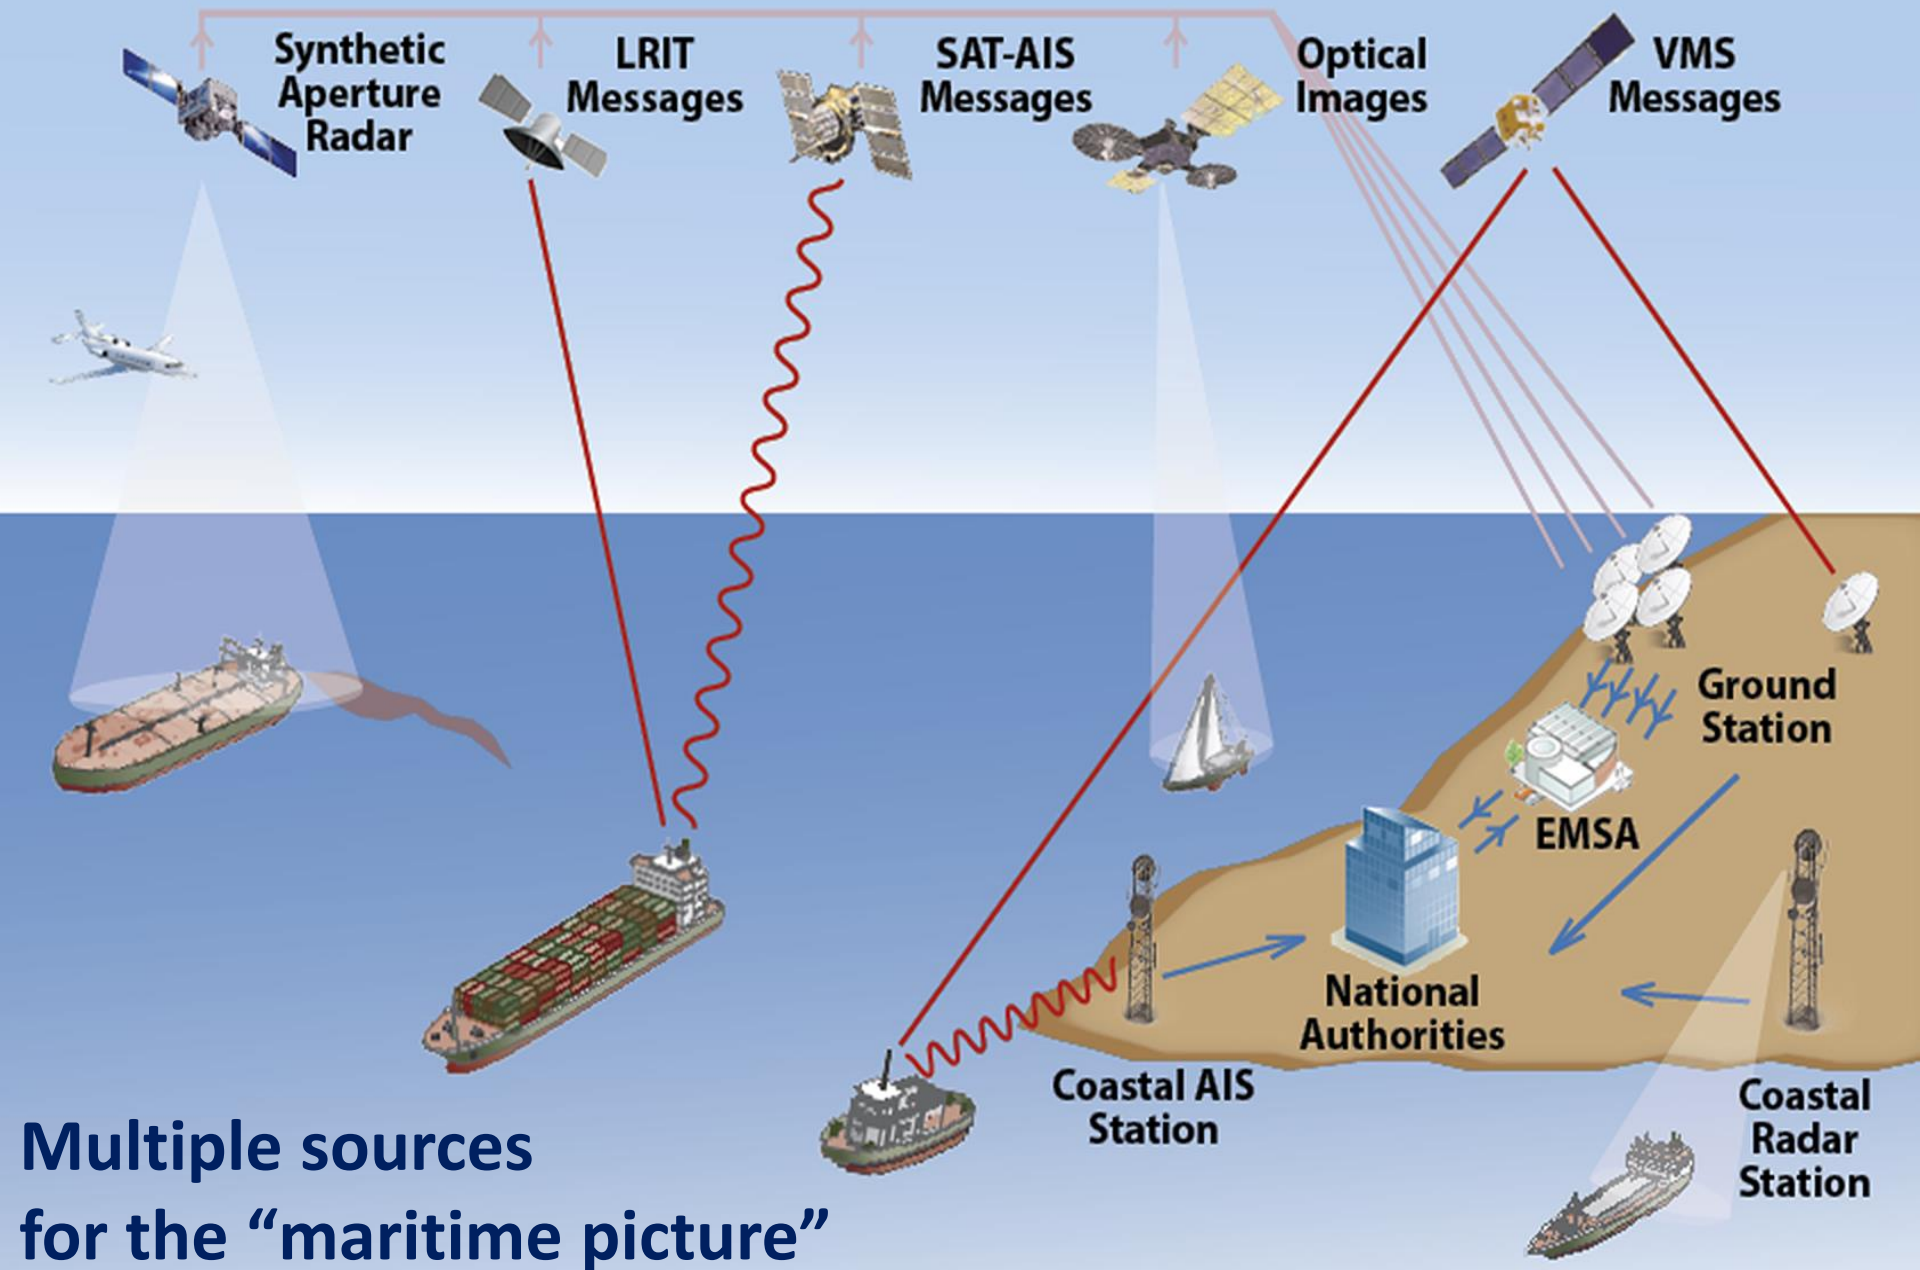 Synthetic
Aperture
Radar
LRIT
Messages
SAT-AIS
Messages
Optical
Images
VMS
Messages
Ground
Station
EMSA
National
Authorities
Coastal AIS
Station
Coastal
Radar
Station
Multiple sources
for the “maritime picture”